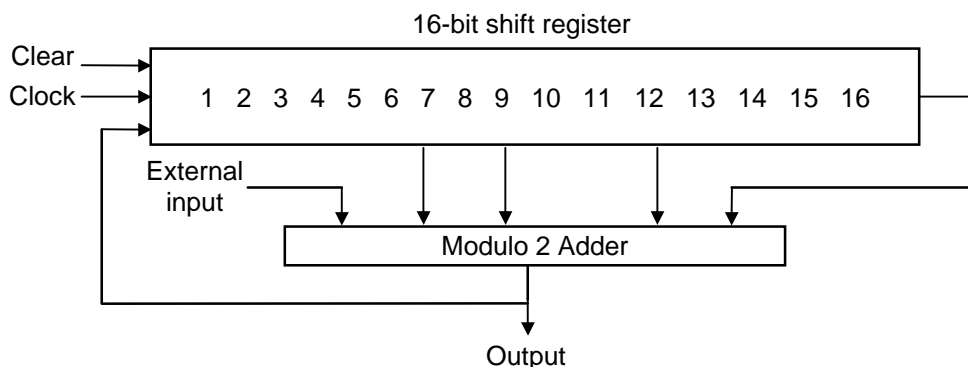 16-bit shift register
Clear
Clock
1 2 3 4 5 6 7 8 9 10 11 12 13 14 15 16
External
input
Modulo 2 Adder
Output